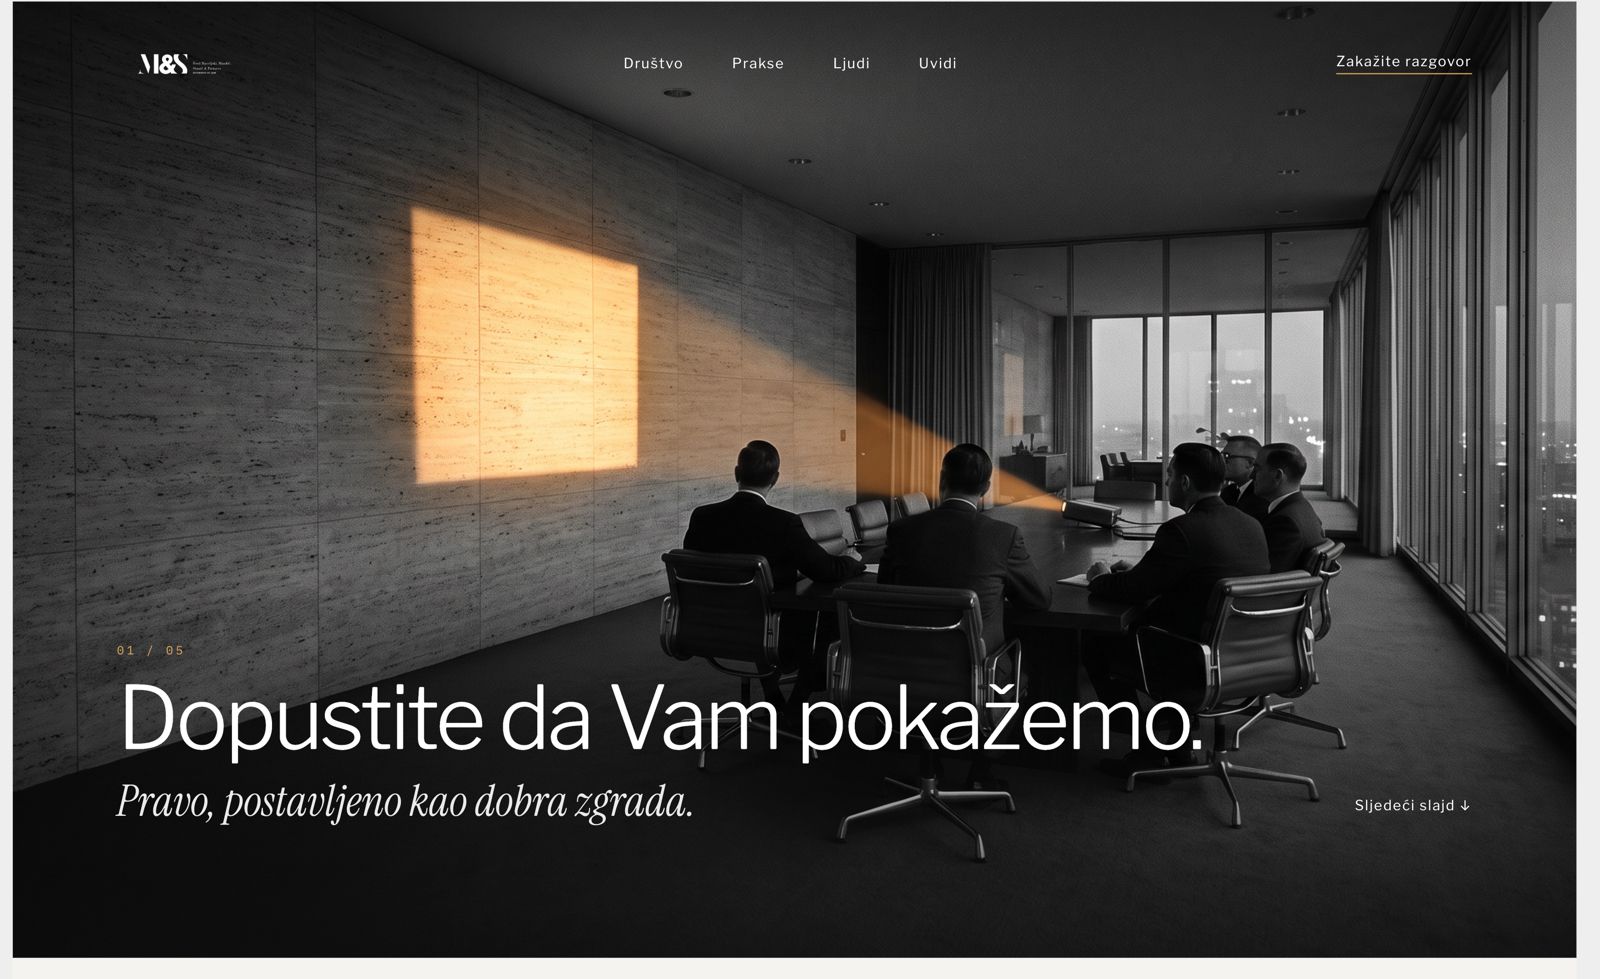 M&S
Društvo
Prakse
Ljudi
Uvidi
Zakažite razgovor
01 / 05
Dopustite da Vam pokažemo.
Pravo, postavljeno kao dobra zgrada.
Sljedeći slajd ↓